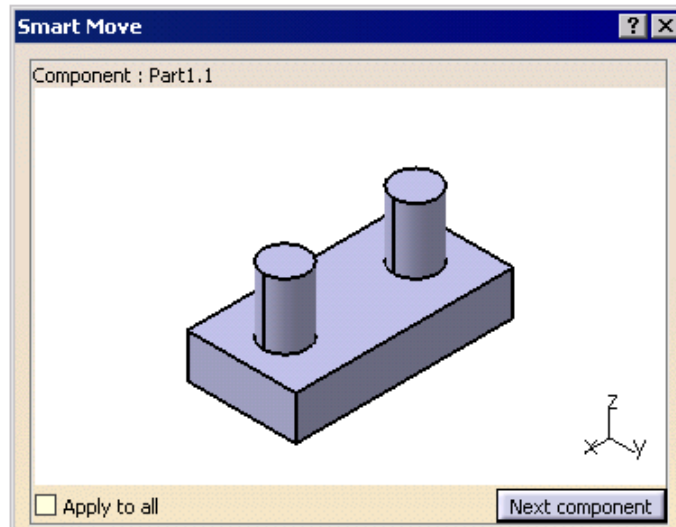 Smart Move
Component : Part1.1
z
x y
Apply to all Next component